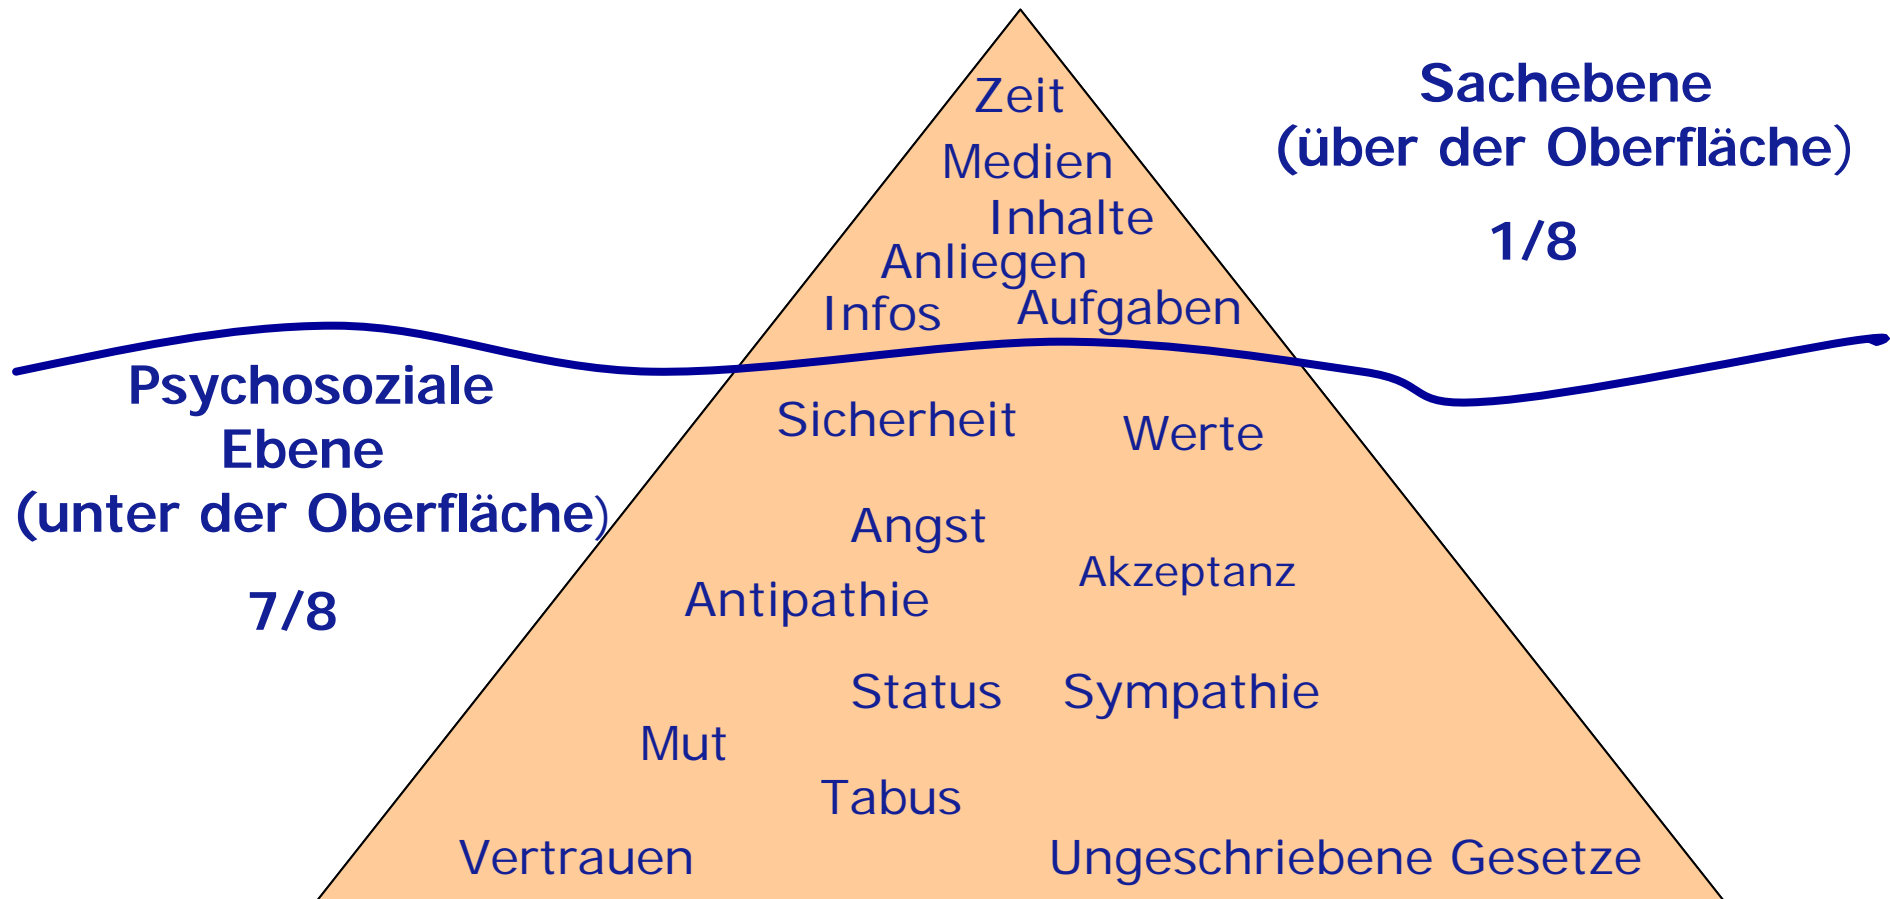 Zeit
Medien
Inhalte
Anliegen
Infos
Aufgaben
Sachebene
(über der Oberfläche)
1/8
Psychosoziale
Ebene
(unter der Oberfläche)
7/8
Sicherheit
Werte
Angst
Akzeptanz
Antipathie
Status
Sympathie
Mut
Tabus
Vertrauen
Ungeschriebene Gesetze